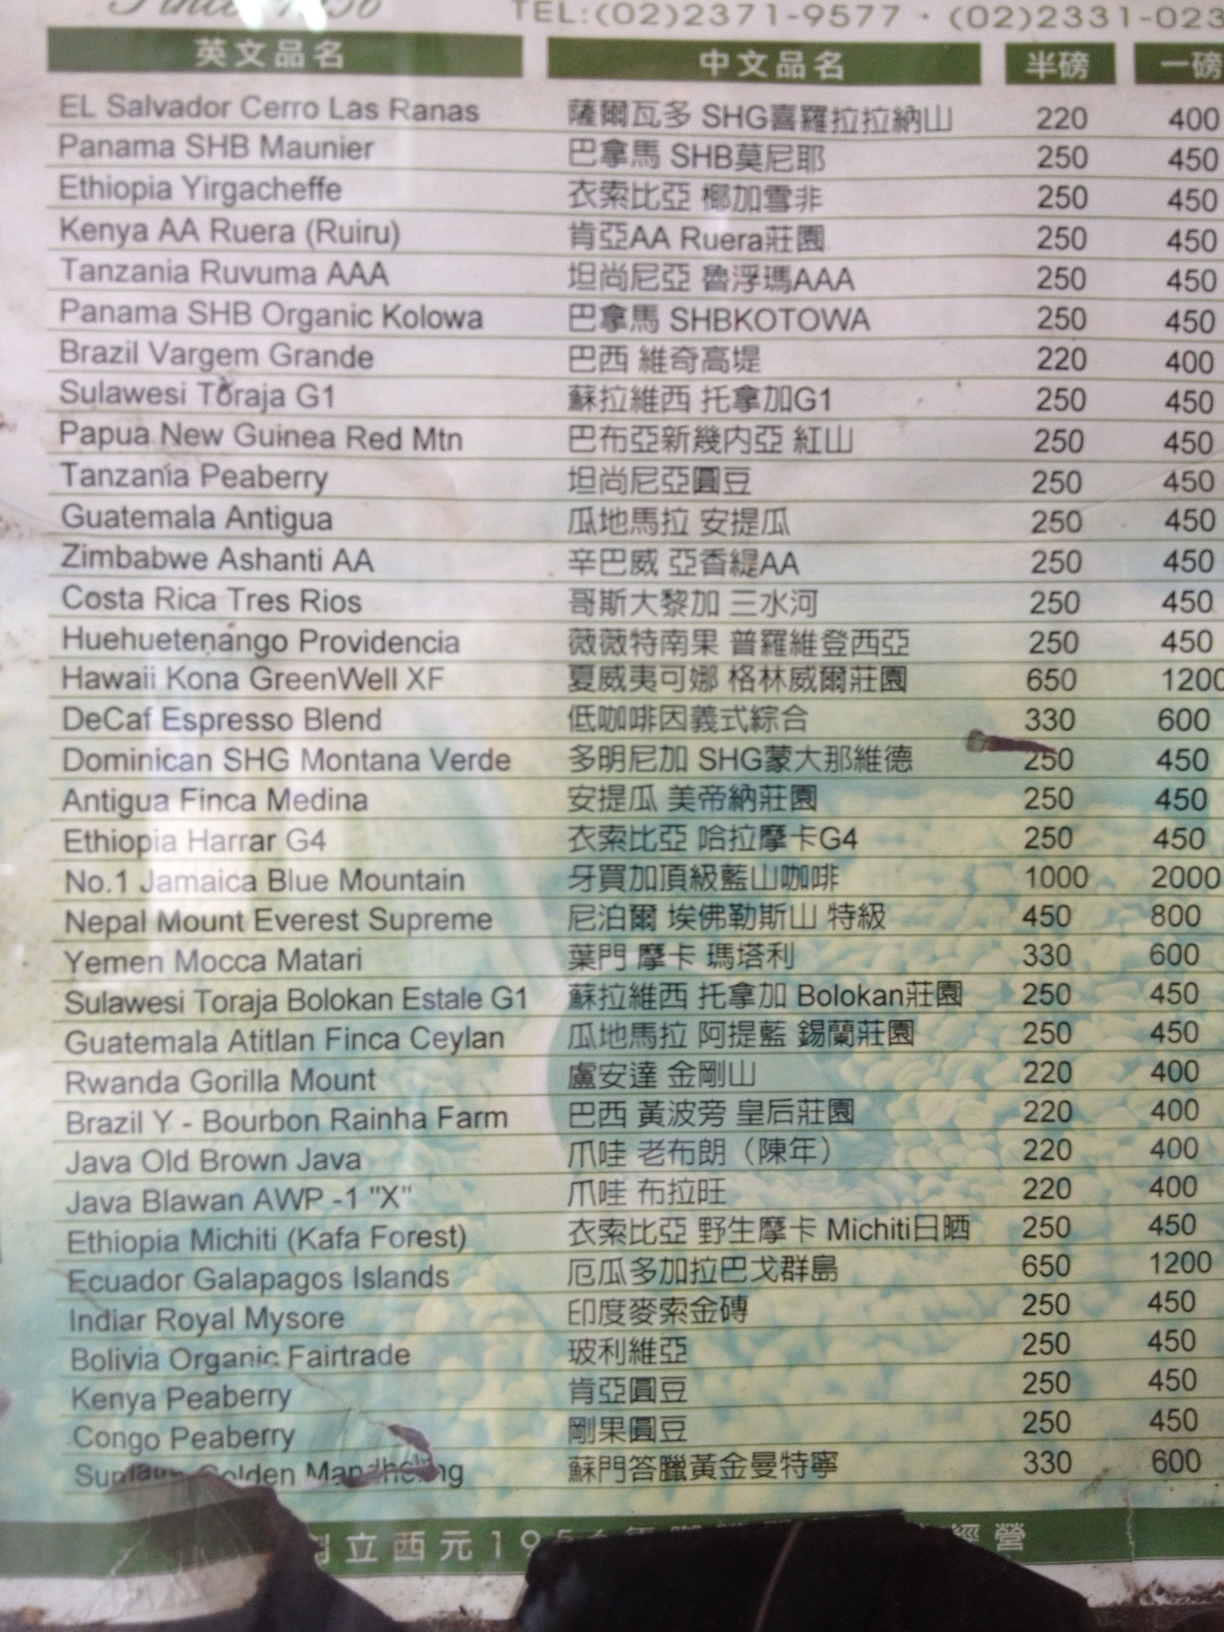 TEL:(02)2371-9577 · (02)2331-023
英文品名 中文品名 半磅 一磅
EL Salvador Cerro Las Ranas 薩爾瓦多 SHG喜羅拉拉納山 220 400
Panama SHB Maunier 巴拿馬 SHB莫尼耶 250 450
Ethiopia Yirgacheffe 衣索比亞 椰加雪非 250 450
Kenya AA Ruera (Ruiru) 肯亞AA Ruera莊園 250 450
Tanzania Ruvuma AAA 坦尚尼亞 魯浮瑪AAA 250 450
Panama SHB Organic Kolowa 巴拿馬 SHBKOTOWA 250 450
Brazil Vargem Grande 巴西 維奇高堤 220 400
Sulawesi Toraja G1 蘇拉維西 托拿加G1 250 450
Papua New Guinea Red Mtn 巴布亞新幾內亞 紅山 250 450
Tanzania Peaberry 坦尚尼亞圓豆 250 450
Guatemala Antigua 瓜地馬拉 安提瓜 250 450
Zimbabwe Ashanti AA 辛巴威 亞香緹AA 250 450
Costa Rica Tres Rios 哥斯大黎加 三水河 250 450
Huehuetenango Providencia 薇薇特南果 普羅維登西亞 250 450
Hawaii Kona GreenWell XF 夏威夷可娜 格林威爾莊園 650 1200
DeCaf Espresso Blend 低咖啡因義式綜合 330 600
Dominican SHG Montana Verde 多明尼加 SHG蒙大那維德 250 450
Antigua Finca Medina 安提瓜 美帝納莊園 250 450
Ethiopia Harrar G4 衣索比亞 哈拉摩卡G4 250 450
No.1 Jamaica Blue Mountain 牙買加頂級藍山咖啡 1000 2000
Nepal Mount Everest Supreme 尼泊爾 埃佛勒斯山 特級 450 800
Yemen Mocca Matari 葉門 摩卡 瑪塔利 330 600
Sulawesi Toraja Bolokan Estale G1 蘇拉維西 托拿加 Bolokan莊園 250 450
Guatemala Atitlan Finca Ceylan 瓜地馬拉 阿提藍 錫蘭莊園 250 450
Rwanda Gorilla Mount 盧安達 金剛山 220 400
Brazil Y - Bourbon Rainha Farm 巴西 黃波旁 皇后莊園 220 400
Java Old Brown Java 爪哇 老布朗（陳年） 220 400
Java Blawan AWP -1 "X" 爪哇 布拉旺 220 400
Ethiopia Michiti (Kafa Forest) 衣索比亞 野生摩卡 Michiti日晒 250 450
Ecuador Galapagos Islands 厄瓜多加拉巴戈群島 650 1200
Indiar Royal Mysore 印度麥索金磚 250 450
Bolivia Organic Fairtrade 玻利維亞 250 450
Kenya Peaberry 肯亞圓豆 250 450
Congo Peaberry 剛果圓豆 250 450
Golden Mandheling 蘇門答臘黃金曼特寧 330 600
創立西元195 經營